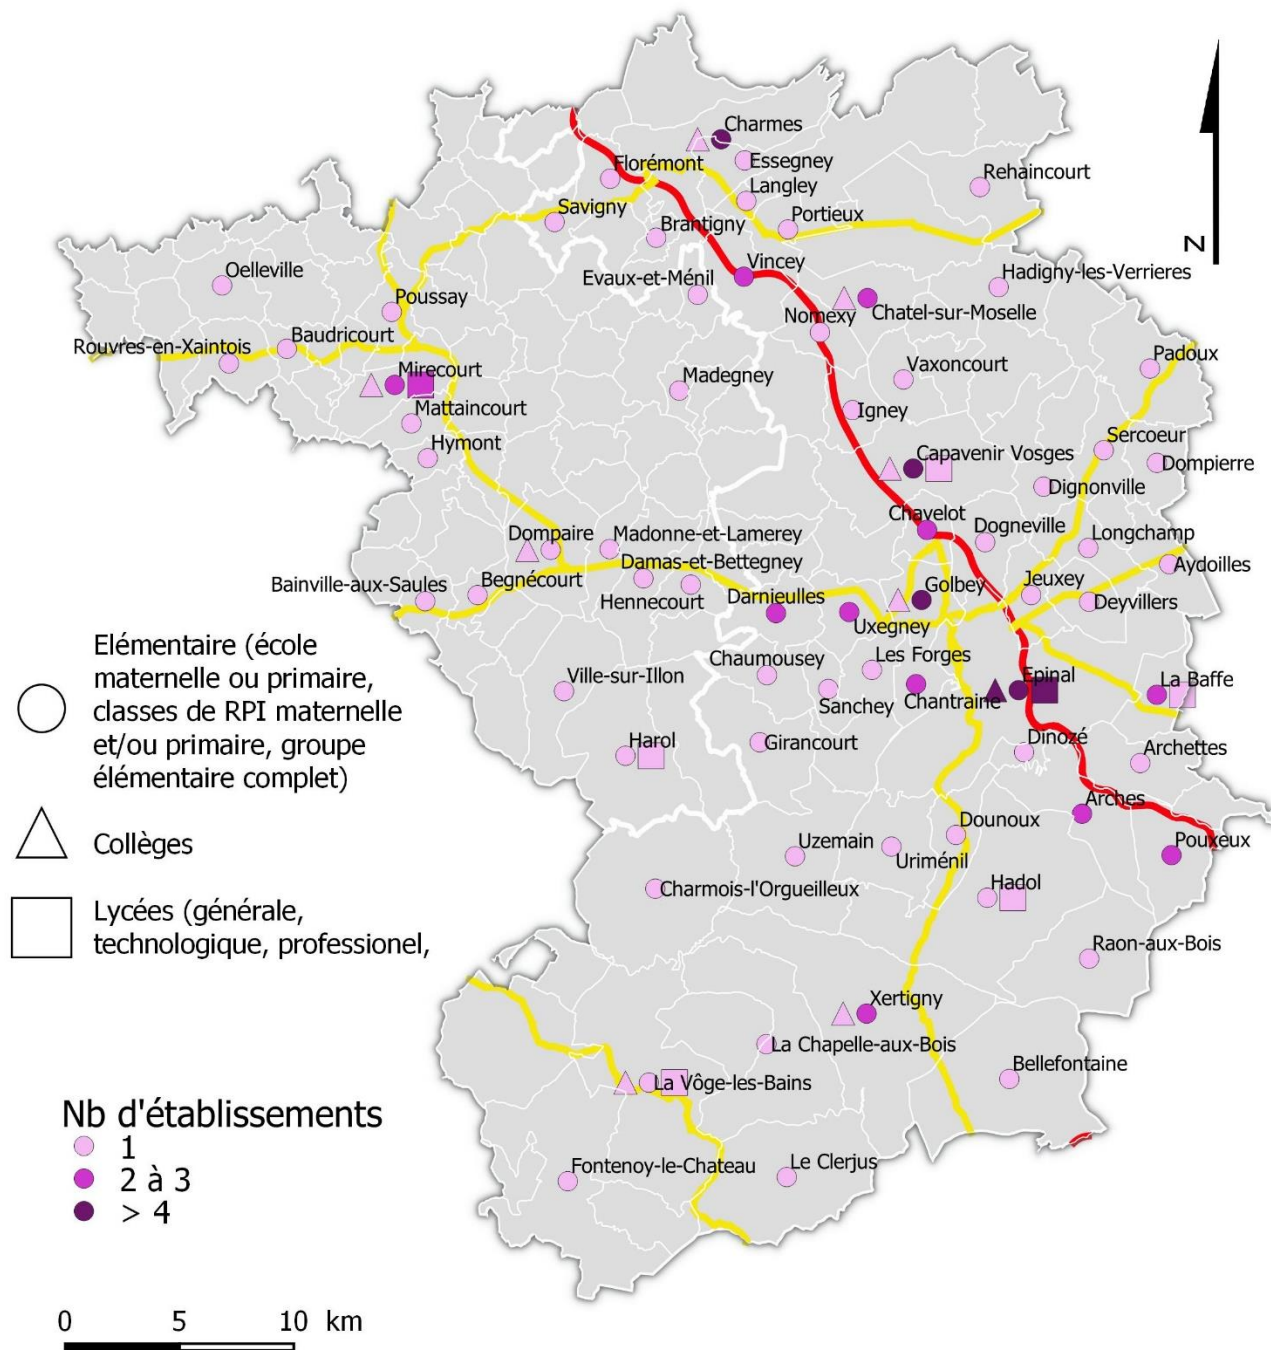 Charmes
Essegney
Florémont
Rehaincourt
Langley
Savigny
Portieux
Brantigny
Z
Vincey
Oelleville
Evaux-et-Ménil
Hadigny-les-Verrieres
Poussay
Chatel-sur-Moselle
Nomexy
Baudricourt
Rouvres-en-Xaintois
Padoux
Mirecourt
Madegney
Vaxoncourt
Mattaincourt
Igney
Hymont
Sercoeur
Capavenir Vosges
Dompierre
Dignonville
Chavelot
Dompaire
Madonne-et-Lamerey
Dogneville
Longchamp
Damas-et-Bettegney
Aydoilles
Bainville-aux-Saules
Begnécourt
Golbey
Jeuxey
Hennecourt
Darnieulles
Deyvillers
Uxegney
Elémentaire (école
maternelle ou primaire,
classes de RPI maternelle
et/ou primaire, groupe
élémentaire complet)
Les Forges
Chaumousey
Ville-sur-Illon
Epinal
La Baffe
Sanchey
Chantraine
Harol
Girancourt
Dinozé
Archettes
Arches
Collèges
Dounoux
Uzemain
Uriménil
Pouxeux
Charmois-l'Orgueilleux
Hadol
Lycées (générale,
technologique, professionel,
Raon-aux-Bois
Xertigny
La Chapelle-aux-Bois
Bellefontaine
La Vôge-les-Bains
Nb d'établissements
1
2 à 3
> 4
Fontenoy-le-Chateau
Le Clerjus
0 5 10 km